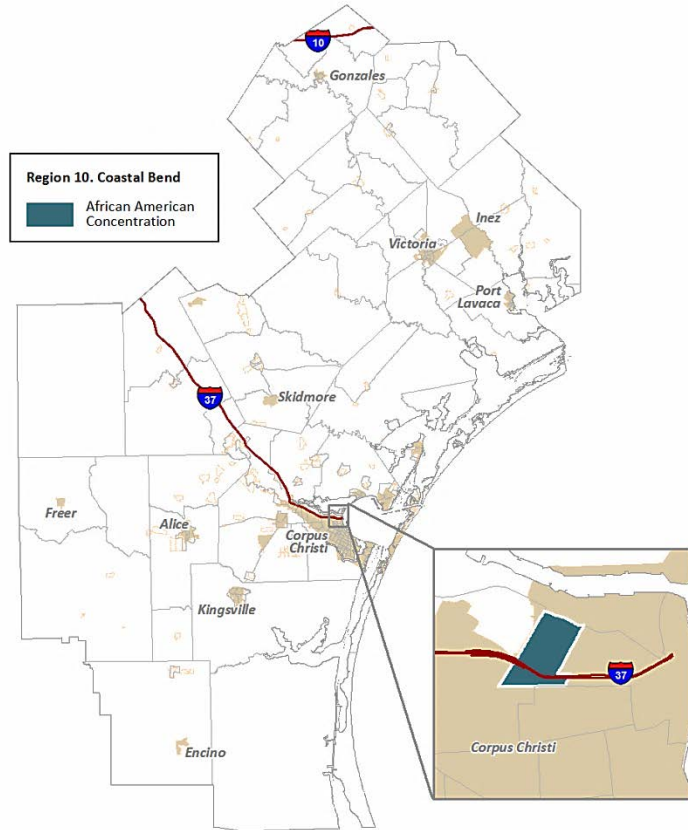 10
Gonzales
Region 10. Coastal Bend
African American
Concentration
Inez
Victoria
Port
Lavaca
37
Skidmore
Freer
Alice
Corpus
Christi
Kingsville
37
Encino
Corpus Christi